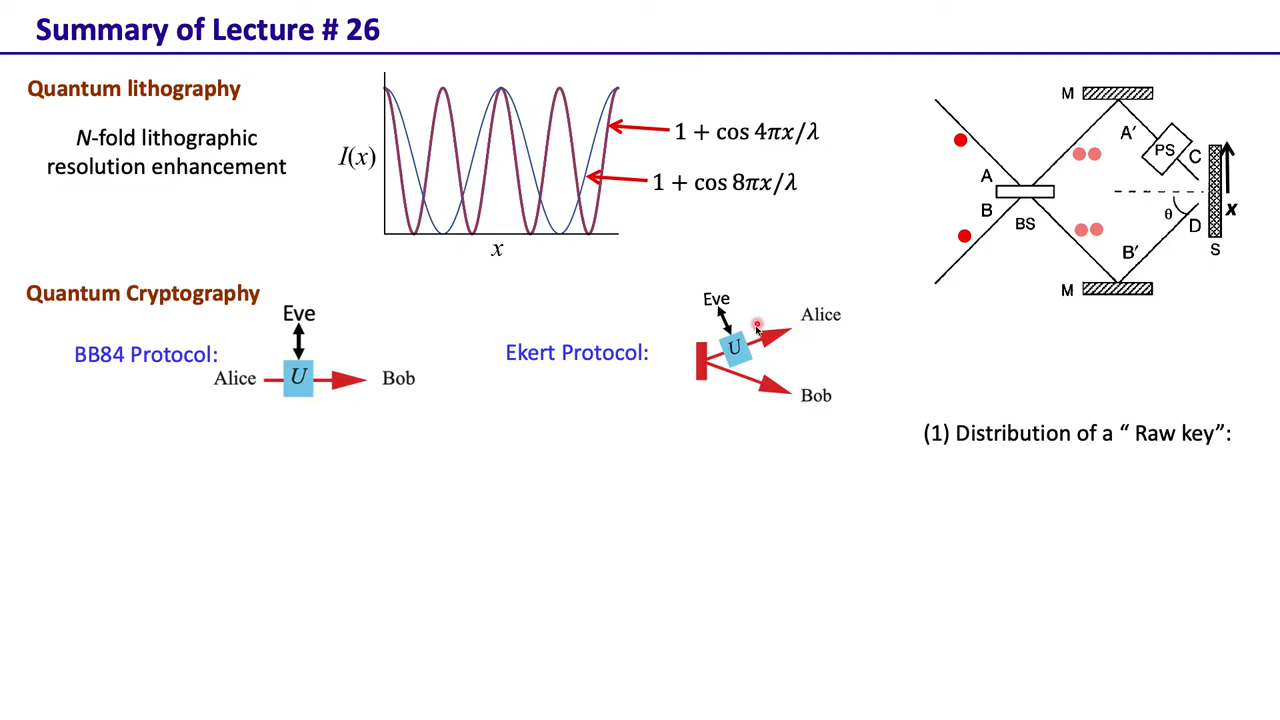 Summary of Lecture # 26
Quantum lithography
N-fold lithographic
resolution enhancement
I(x)
x
1 + cos 4πx/λ
1 + cos 8πx/λ
M
A′
PS
C
A
B
BS
θ
D
x
S
B′
M
Quantum Cryptography
BB84 Protocol:
Eve
Alice
U
Bob
Ekert Protocol:
Eve
U
Alice
Bob
(1) Distribution of a “ Raw key”: